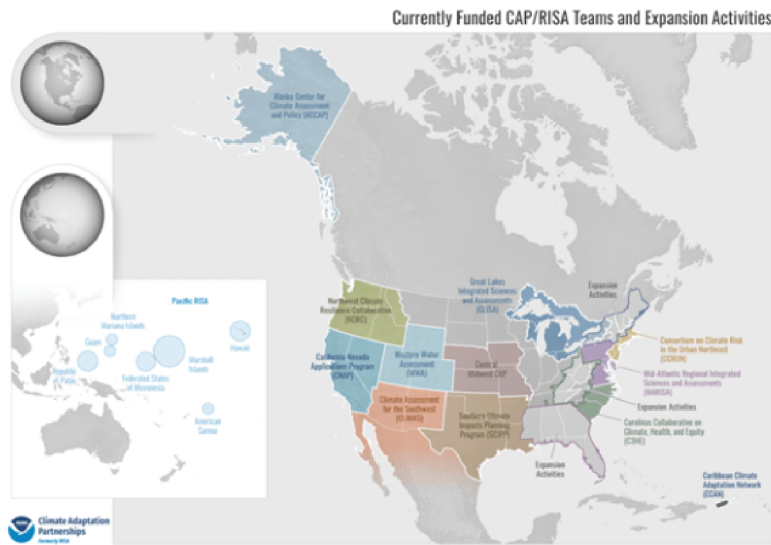 Currently Funded CAP/RISA Teams and Expansion Activities
Alaska Center for
Climate Assessment
and Policy (ACCAP)
Great Lakes
Integrated Sciences
and Assessments
(GLISA)
Expansion
Activities
Northwest Climate
Resilience Collaborative
(NCRC)
Consortium on Climate Risk
in the Urban Northeast
(CCRUN)
California Nevada
Applications Program
(CNAP)
Western Water
Assessment
(WWA)
Central
Midwest CAP
Mid-Atlantic Regional Integrated
Sciences and Assessments
(MARISA)
Expansion Activities
Climate Assessment
for the Southwest
(CLIMAS)
Southern Climate
Impacts Planning
Program (SCIPP)
Carolinas Collaborative on
Climate, Health, and Equity
(C3HE)
Expansion
Activities
Caribbean Climate
Adaptation Network
(CCAN)
Pacific RISA
Northern
Mariana Islands
Guam
Republic
of Palau
Federated States
of Micronesia
Marshall
Islands
Hawaii
American
Samoa
NOAA
Climate Adaptation
Partnerships
Formerly RISA